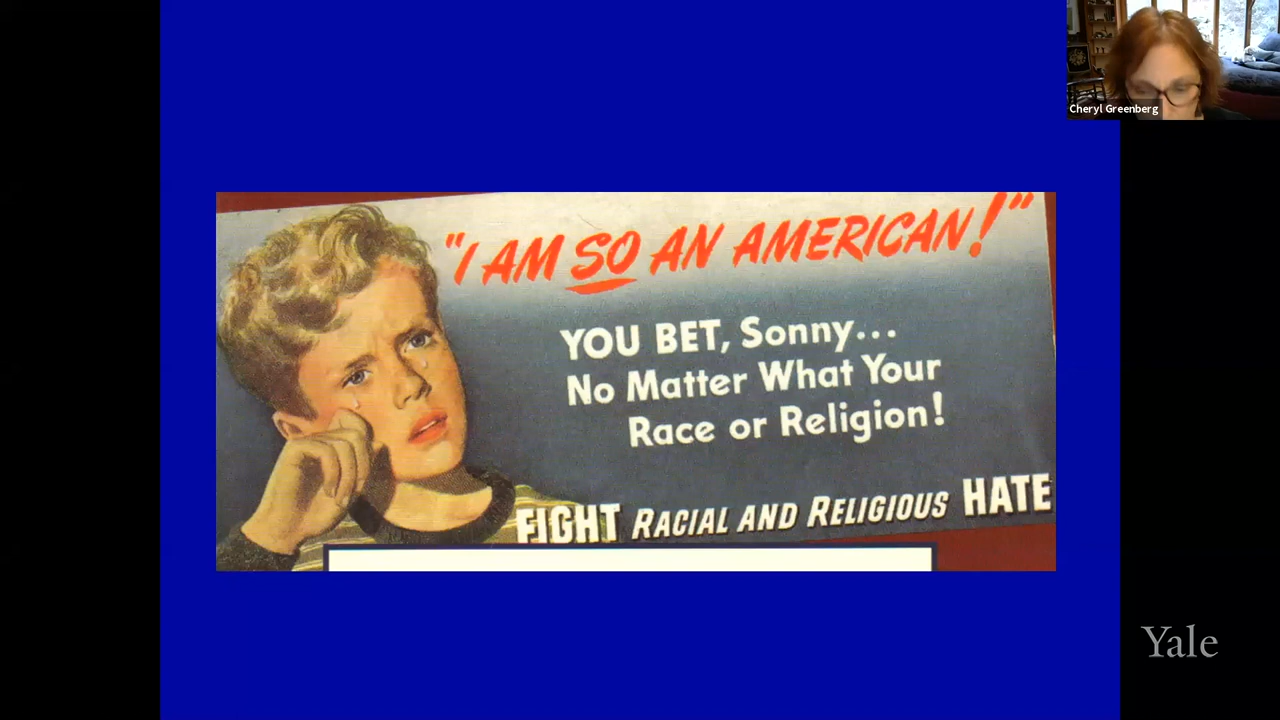 Cheryl Greenberg
"I AM SO AN AMERICAN!"
YOU BET, Sonny...
No Matter What Your
Race or Religion!
FIGHT RACIAL AND RELIGIOUS HATE
Yale